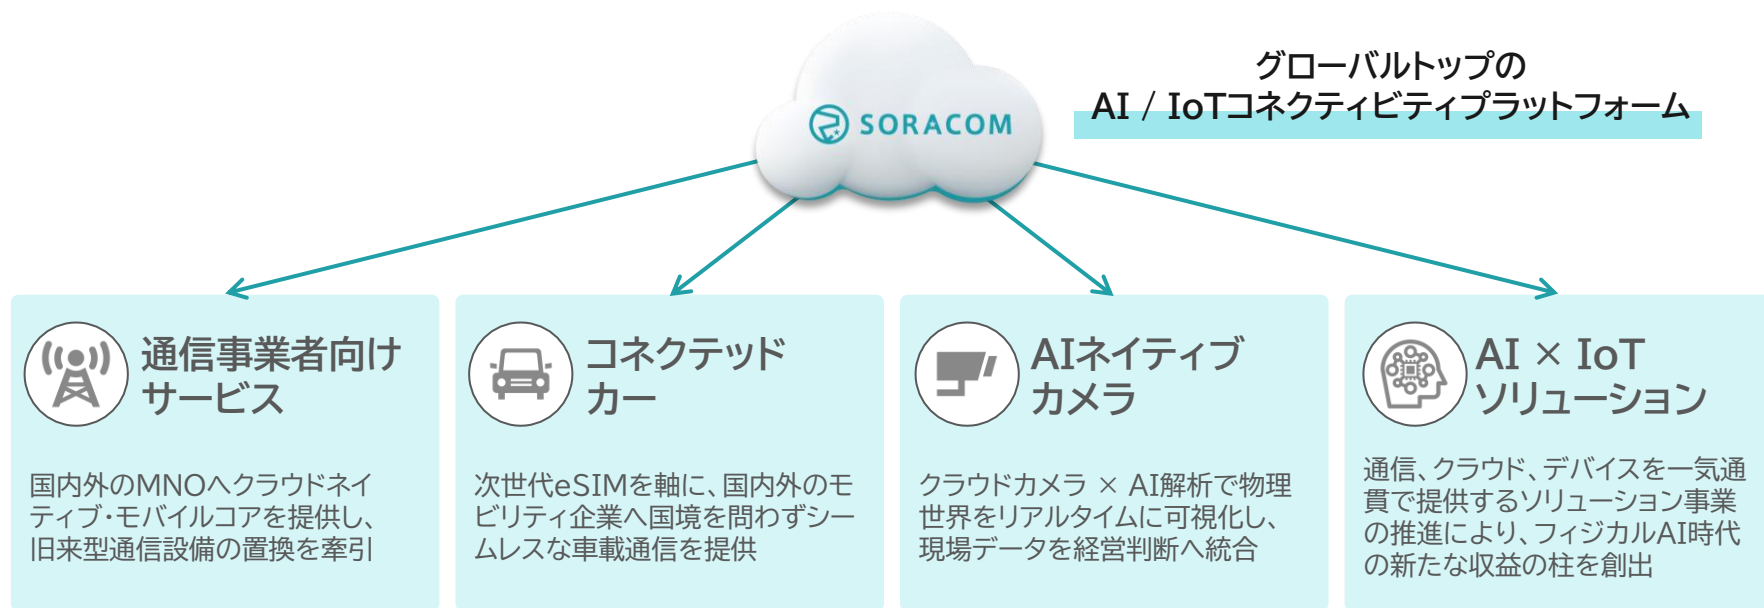 SORACOM
グローバルトップの
AI / IoTコネクティビティプラットフォーム
通信事業者向け
サービス
国内外のMNOへクラウドネイ
ティブ・モバイルコアを提供し、
旧来型通信設備の置換を牽引
コネクテッド
カー
次世代eSIMを軸に、国内外のモ
ビリティ企業へ国境を問わずシー
ムレスな車載通信を提供
AIネイティブ
カメラ
クラウドカメラ × AI解析で物理
世界をリアルタイムに可視化し、
現場データを経営判断へ統合
AI × IoT
ソリューション
通信、クラウド、デバイスを一気通
貫で提供するソリューション事業
の推進により、フィジカルAI時代
の新たな収益の柱を創出